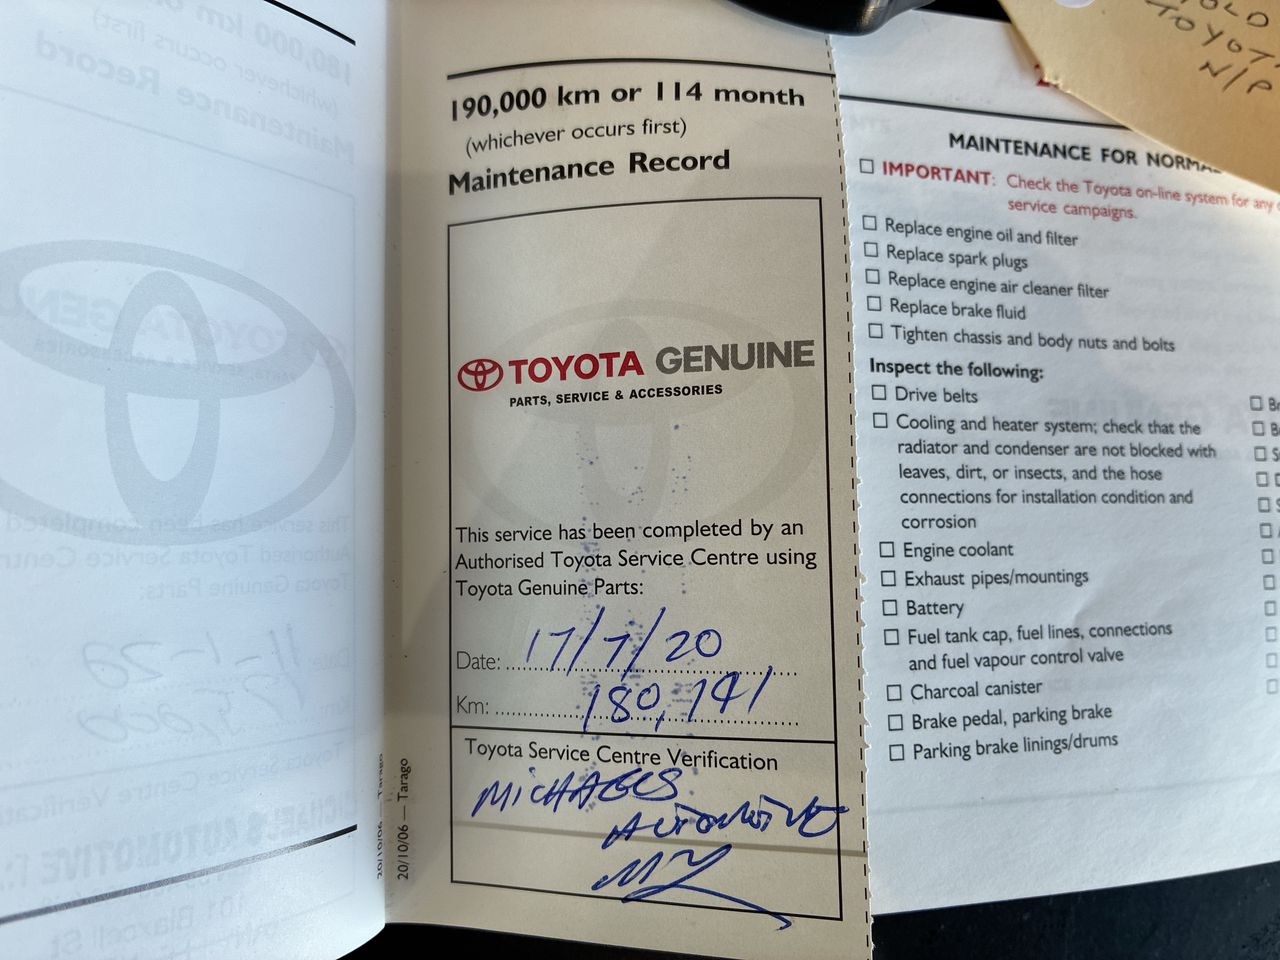 190,000 km or 114 month
(whichever occurs first)
Maintenance Record
TOYOTA GENUINE
PARTS, SERVICE & ACCESSORIES
This service has been completed by an
Authorised Toyota Service Centre using
Toyota Genuine Parts:
Date: 17/7/20
Km: 180,141
Toyota Service Centre Verification
MICHAELS
AUTOMOTIVE
20/10/06 — Tarago
20/10/06 — Tarago
OLD
TOYOT
N/P
MAINTENANCE FOR NORMA
IMPORTANT: Check the Toyota on-line system for any
service campaigns.
Replace engine oil and filter
Replace spark plugs
Replace engine air cleaner filter
Replace brake fluid
Tighten chassis and body nuts and bolts
Inspect the following:
Drive belts
Cooling and heater system; check that the
radiator and condenser are not blocked with
leaves, dirt, or insects, and the hose
connections for installation condition and
corrosion
Engine coolant
Exhaust pipes/mountings
Battery
Fuel tank cap, fuel lines, connections
and fuel vapour control valve
Charcoal canister
Brake pedal, parking brake
Parking brake linings/drums